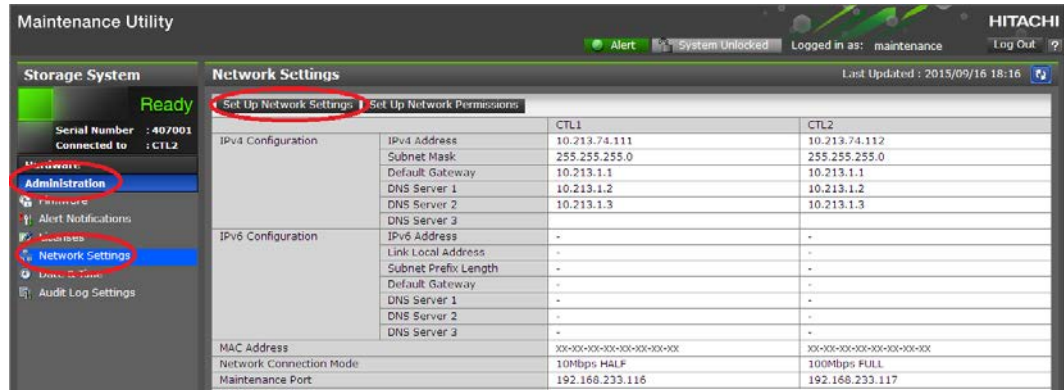 Maintenance Utility
HITACHI
Alert System Unlocked Logged in as: maintenance Log Out ?
Storage System
Ready
Serial Number : 407001
Connected to : CTL2
Hardware
Administration
Firmware
Alert Notifications
Licenses
Network Settings
Date & Time
Audit Log Settings
Network Settings Last Updated : 2015/09/16 18:16
Set Up Network Settings Set Up Network Permissions
CTL1 CTL2
IPv4 Configuration IPv4 Address 10.213.74.111 10.213.74.112
Subnet Mask 255.255.255.0 255.255.255.0
Default Gateway 10.213.1.1 10.213.1.1
DNS Server 1 10.213.1.2 10.213.1.2
DNS Server 2 10.213.1.3 10.213.1.3
DNS Server 3
IPv6 Configuration IPv6 Address - -
Link Local Address - -
Subnet Prefix Length - -
Default Gateway - -
DNS Server 1 - -
DNS Server 2 - -
DNS Server 3 - -
MAC Address xx-xx-xx-xx-xx-xx-xx-xx xx-xx-xx-xx-xx-xx-xx-xx
Network Connection Mode 10Mbps HALF 100Mbps FULL
Maintenance Port 192.168.233.116 192.168.233.117